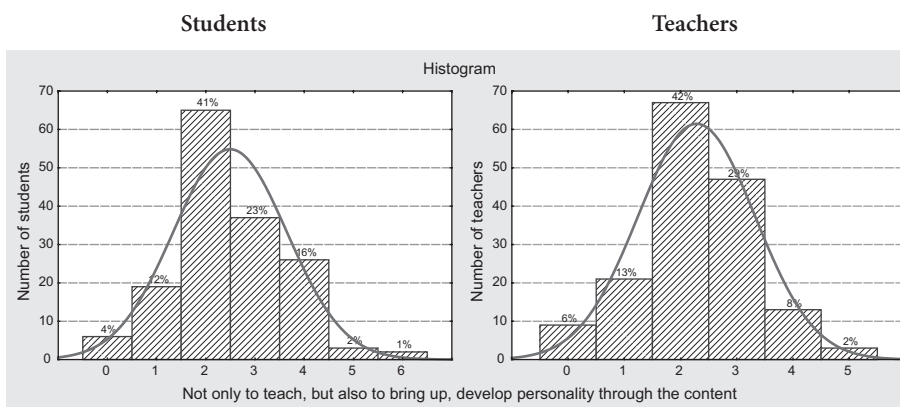 Students Teachers
Histogram
Number of students
70
60
50
40
30
20
10
0
4% 12% 41% 23% 16% 2% 1%
0 1 2 3 4 5 6
Number of teachers
70
60
50
40
30
20
10
0
6% 13% 42% 29% 8% 2%
0 1 2 3 4 5
Not only to teach, but also to bring up, develop personality through the content